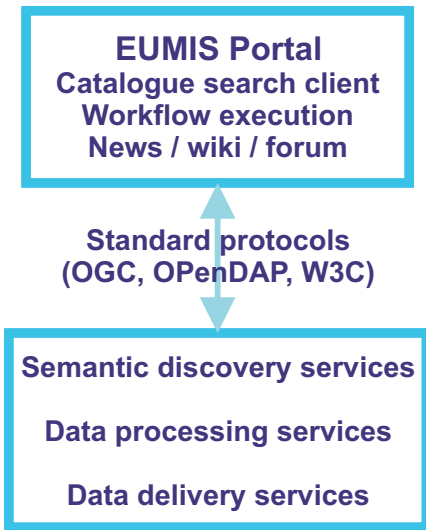 EUMIS Portal
Catalogue search client
Workflow execution
News / wiki / forum
Standard protocols
(OGC, OPenDAP, W3C)
Semantic discovery services
Data processing services
Data delivery services